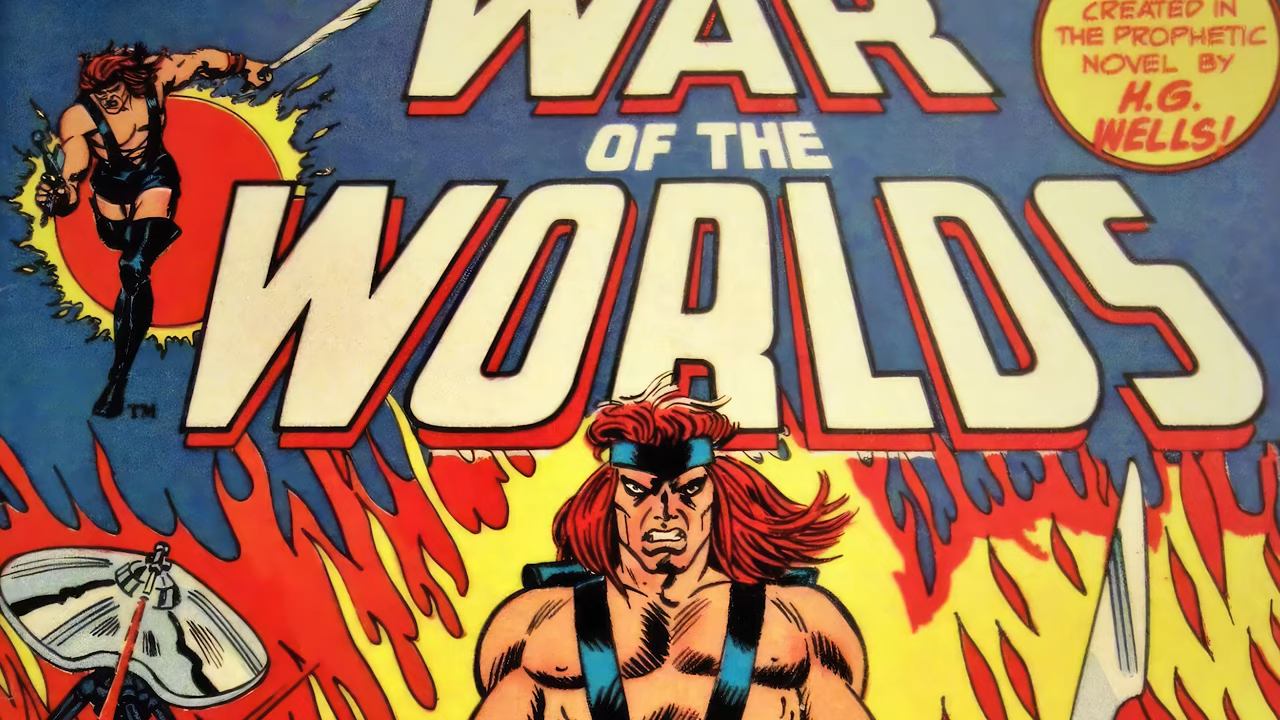 WAR
OF THE
WORLDS
CREATED IN
THE PROPHETIC
NOVEL BY
H.G.
WELLS!
TM